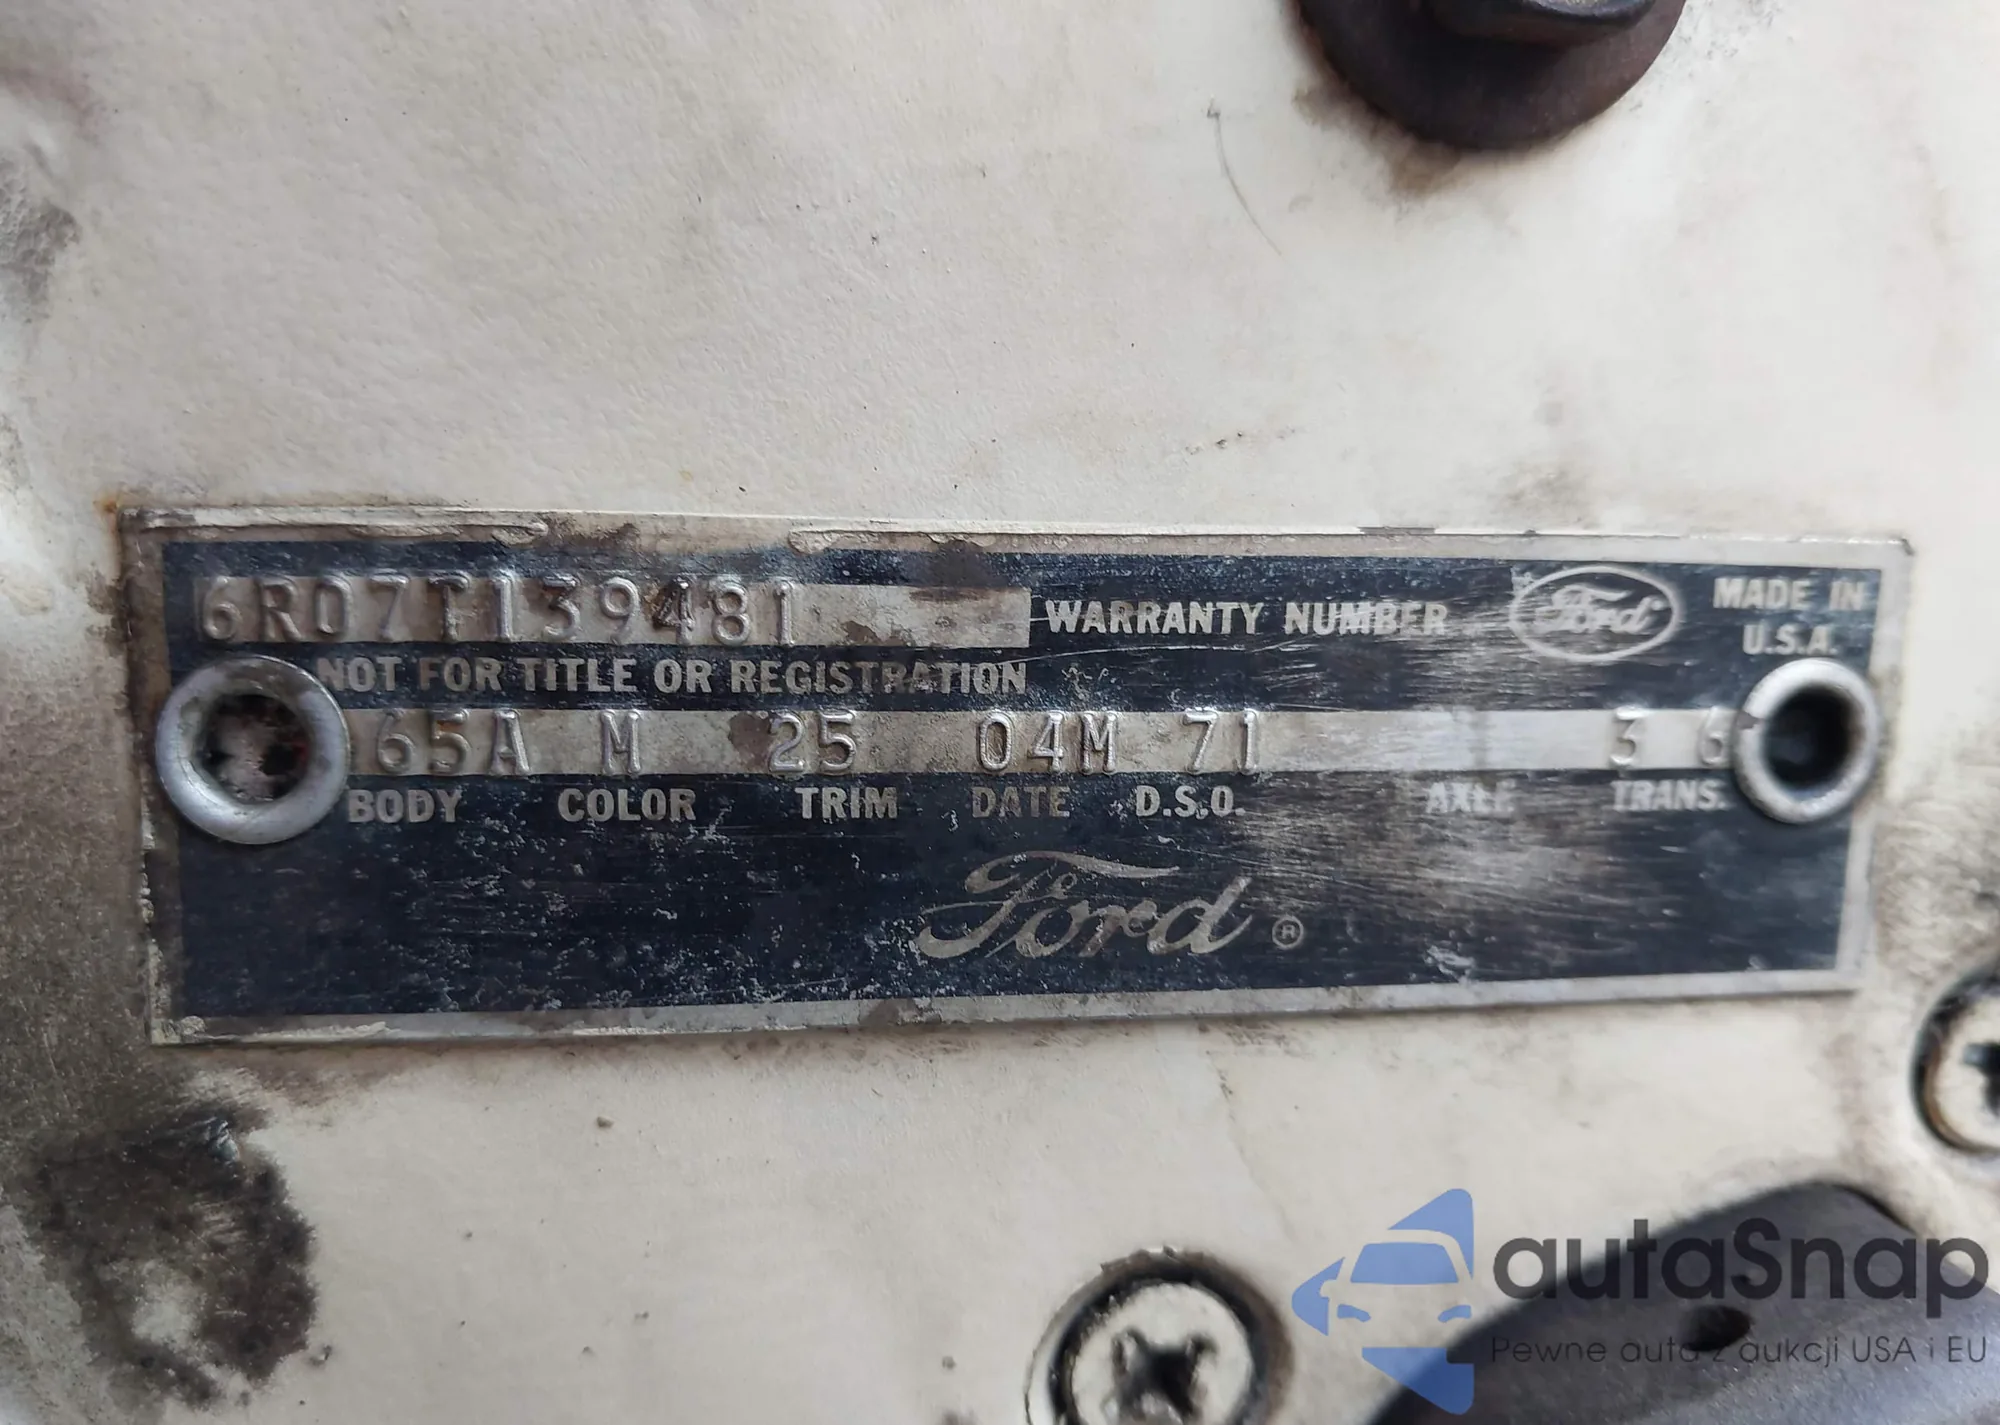 6R07T139481 WARRANTY NUMBER Ford MADE IN U.S.A.
NOT FOR TITLE OR REGISTRATION
65A M 25 04M 71 3 6
BODY COLOR TRIM DATE D.S.O. AXLE TRANS.
Ford ®
autaSnap
Pewne auta z aukcji USA i EU